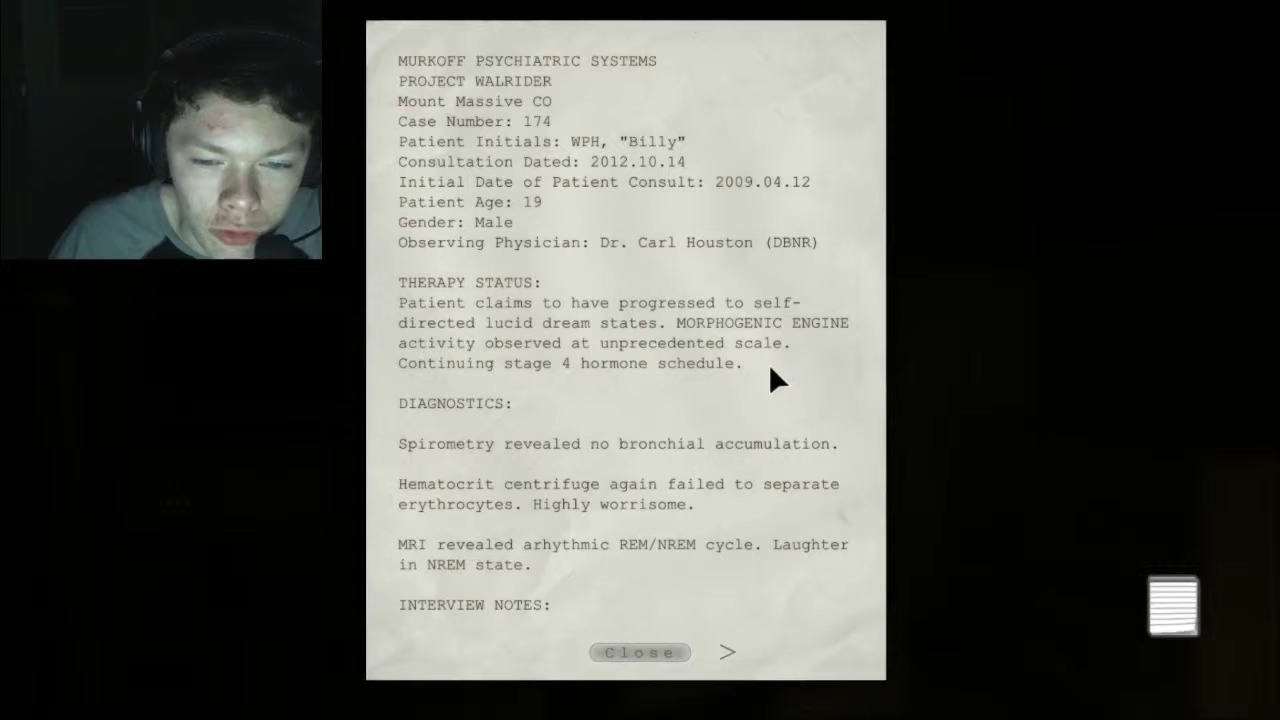 MURKOFF PSYCHIATRIC SYSTEMS
PROJECT WALRIDER
Mount Massive CO
Case Number: 174
Patient Initials: WPH, "Billy"
Consultation Dated: 2012.10.14
Initial Date of Patient Consult: 2009.04.12
Patient Age: 19
Gender: Male
Observing Physician: Dr. Carl Houston (DBNR)
THERAPY STATUS:
Patient claims to have progressed to self-
directed lucid dream states. MORPHOGENIC ENGINE
activity observed at unprecedented scale.
Continuing stage 4 hormone schedule.
DIAGNOSTICS:
Spirometry revealed no bronchial accumulation.
Hematocrit centrifuge again failed to separate
erythrocytes. Highly worrisome.
MRI revealed arhythmic REM/NREM cycle. Laughter
in NREM state.
INTERVIEW NOTES:
Close >